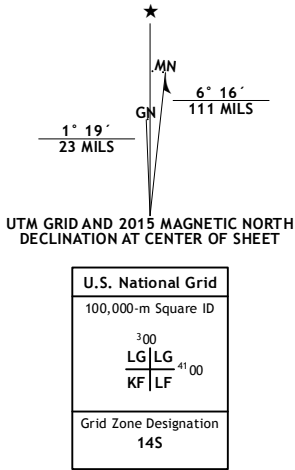 ★
MN
GN
6° 16´
111 MILS
1° 19´
23 MILS
UTM GRID AND 2015 MAGNETIC NORTH
DECLINATION AT CENTER OF SHEET
U.S. National Grid
100,000-m Square ID
300
LG LG
4100
KF LF
Grid Zone Designation
14S